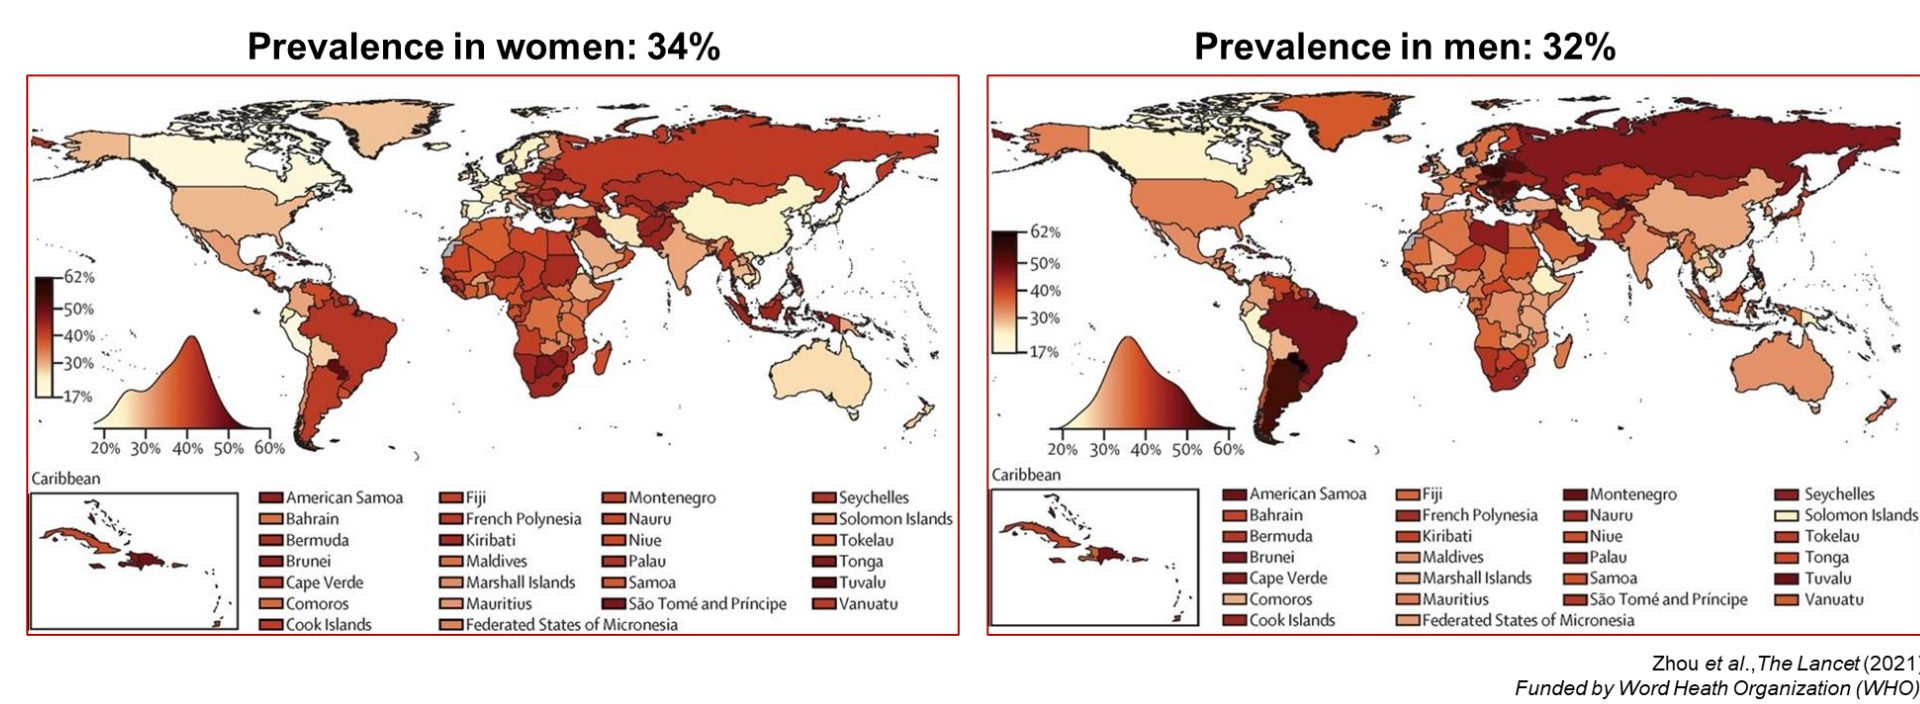 Prevalence in women: 34%
62%
50%
40%
30%
17%
20% 30% 40% 50% 60%
Caribbean
American Samoa
Bahrain
Bermuda
Brunei
Cape Verde
Comoros
Cook Islands
Fiji
French Polynesia
Kiribati
Maldives
Marshall Islands
Mauritius
Federated States of Micronesia
Montenegro
Nauru
Niue
Palau
Samoa
São Tomé and Príncipe
Seychelles
Solomon Islands
Tokelau
Tonga
Tuvalu
Vanuatu
Prevalence in men: 32%
62%
50%
40%
30%
17%
20% 30% 40% 50% 60%
Caribbean
American Samoa
Bahrain
Bermuda
Brunei
Cape Verde
Comoros
Cook Islands
Fiji
French Polynesia
Kiribati
Maldives
Marshall Islands
Mauritius
Federated States of Micronesia
Montenegro
Nauru
Niue
Palau
Samoa
São Tomé and Príncipe
Seychelles
Solomon Islands
Tokelau
Tonga
Tuvalu
Vanuatu
Zhou et al.,The Lancet (2021)
Funded by Word Heath Organization (WHO)